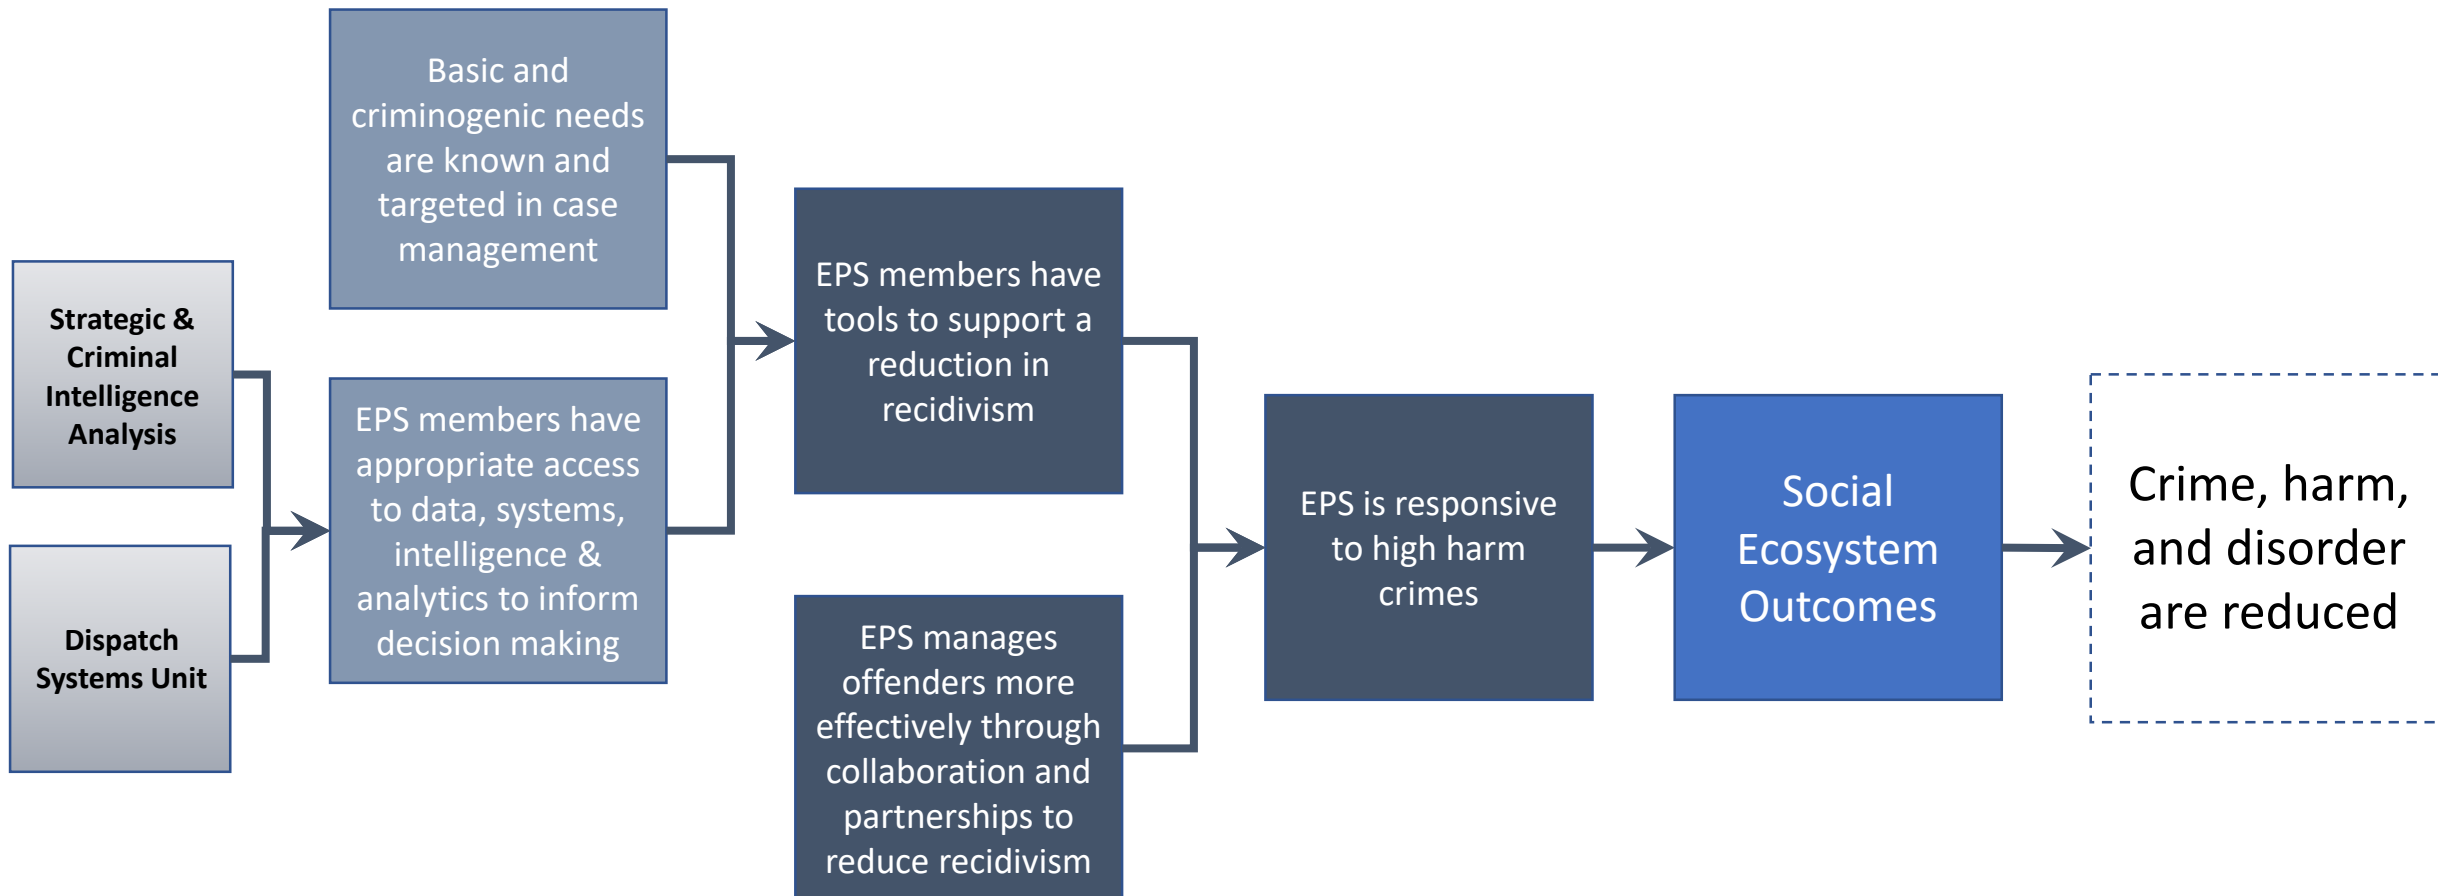 Basic and
criminogenic needs
are known and
targeted in case
management
Strategic &
Criminal
Intelligence
Analysis
Dispatch
Systems Unit
EPS members have
appropriate access
to data, systems,
intelligence &
analytics to inform
decision making
EPS members have
tools to support a
reduction in
recidivism
EPS manages
offenders more
effectively through
collaboration and
partnerships to
reduce recidivism
EPS is responsive
to high harm
crimes
Social
Ecosystem
Outcomes
Crime, harm,
and disorder
are reduced